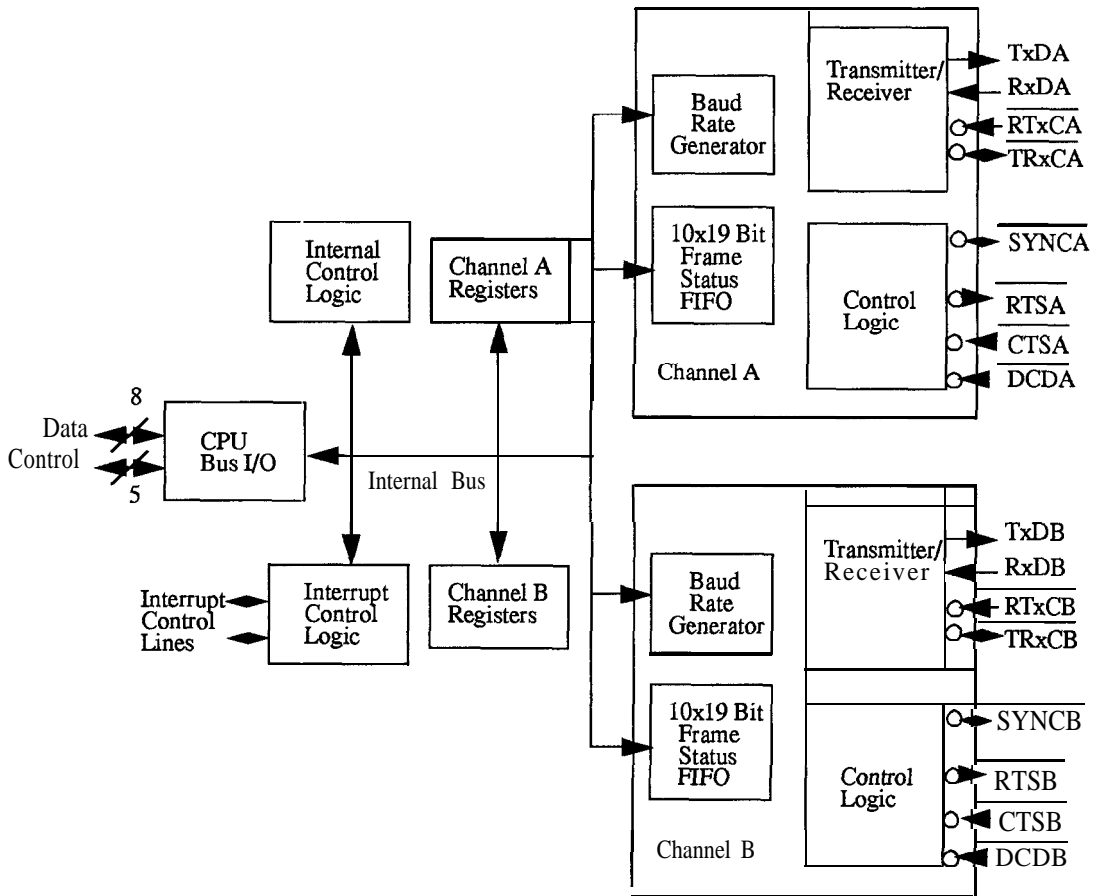 Transmitter/
Receiver
TxDA
RxDA
RTxCA
TRxCA
Baud
Rate
Generator
10x19 Bit
Frame
Status
FIFO
Control
Logic
SYNCA
RTSA
CTSA
DCDA
Channel A
Internal
Control
Logic
Channel A
Registers
8
Data
Control
5
CPU
Bus I/O
Internal Bus
Interrupt
Control
Lines
Interrupt
Control
Logic
Channel B
Registers
Transmitter/
Receiver
TxDB
RxDB
RTxCB
TRxCB
Baud
Rate
Generator
10x19 Bit
Frame
Status
FIFO
Control
Logic
SYNCB
RTSB
CTSB
DCDB
Channel B